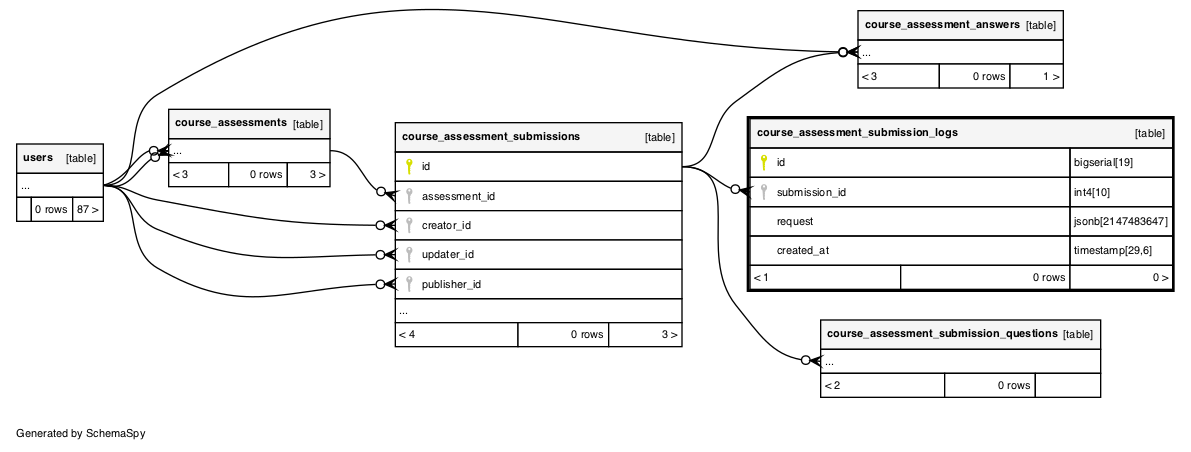 users [table]
...
0 rows 87 >
course_assessments [table]
...
< 3 0 rows 3 >
course_assessment_submissions [table]
id
assessment_id
creator_id
updater_id
publisher_id
...
< 4 0 rows 3 >
course_assessment_answers [table]
...
< 3 0 rows 1 >
course_assessment_submission_logs [table]
id bigserial[19]
submission_id int4[10]
request jsonb[2147483647]
created_at timestamp[29,6]
< 1 0 rows 0 >
course_assessment_submission_questions [table]
...
< 2 0 rows
Generated by SchemaSpy